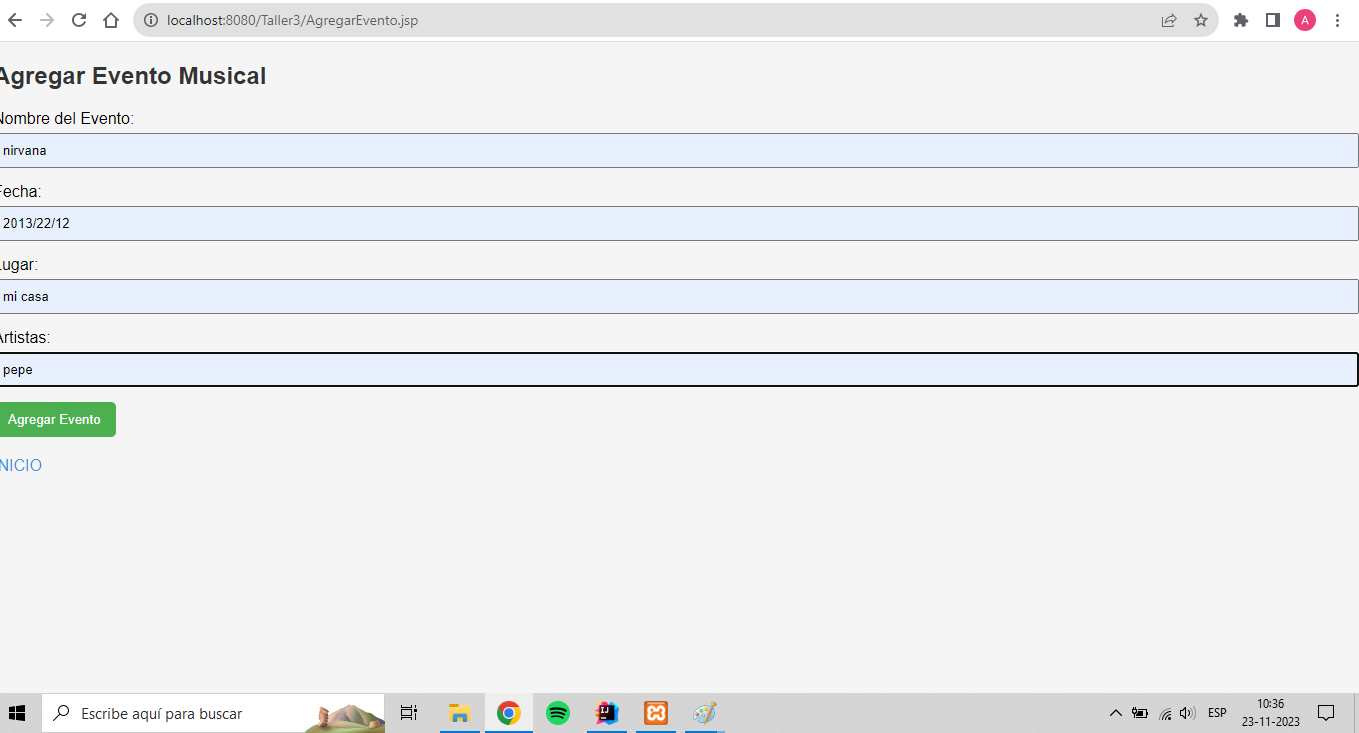 localhost:8080/Taller3/AgregarEvento.jsp
A
Agregar Evento Musical
Nombre del Evento:
nirvana
Fecha:
2013/22/12
Lugar:
mi casa
Artistas:
pepe
Agregar Evento
INICIO
Escribe aquí para buscar
ESP
10:36
23-11-2023